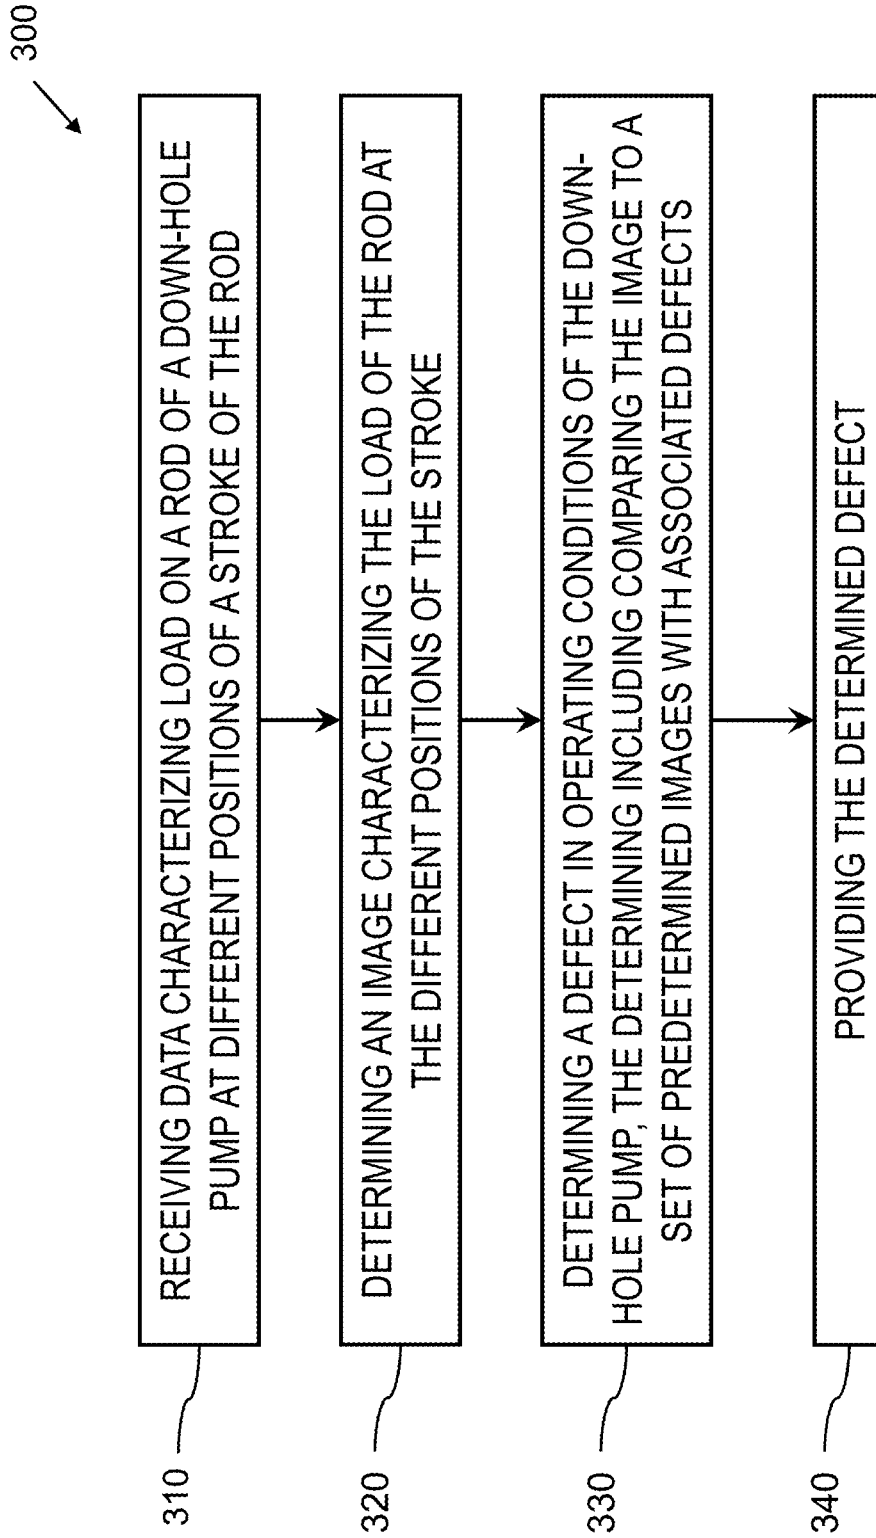 300
310
RECEIVING DATA CHARACTERIZING LOAD ON A ROD OF A DOWN-HOLE
PUMP AT DIFFERENT POSITIONS OF A STROKE OF THE ROD
320
DETERMINING AN IMAGE CHARACTERIZING THE LOAD OF THE ROD AT
THE DIFFERENT POSITIONS OF THE STROKE
330
DETERMINING A DEFECT IN OPERATING CONDITIONS OF THE DOWN-
HOLE PUMP, THE DETERMINING INCLUDING COMPARING THE IMAGE TO A
SET OF PREDETERMINED IMAGES WITH ASSOCIATED DEFECTS
340
PROVIDING THE DETERMINED DEFECT